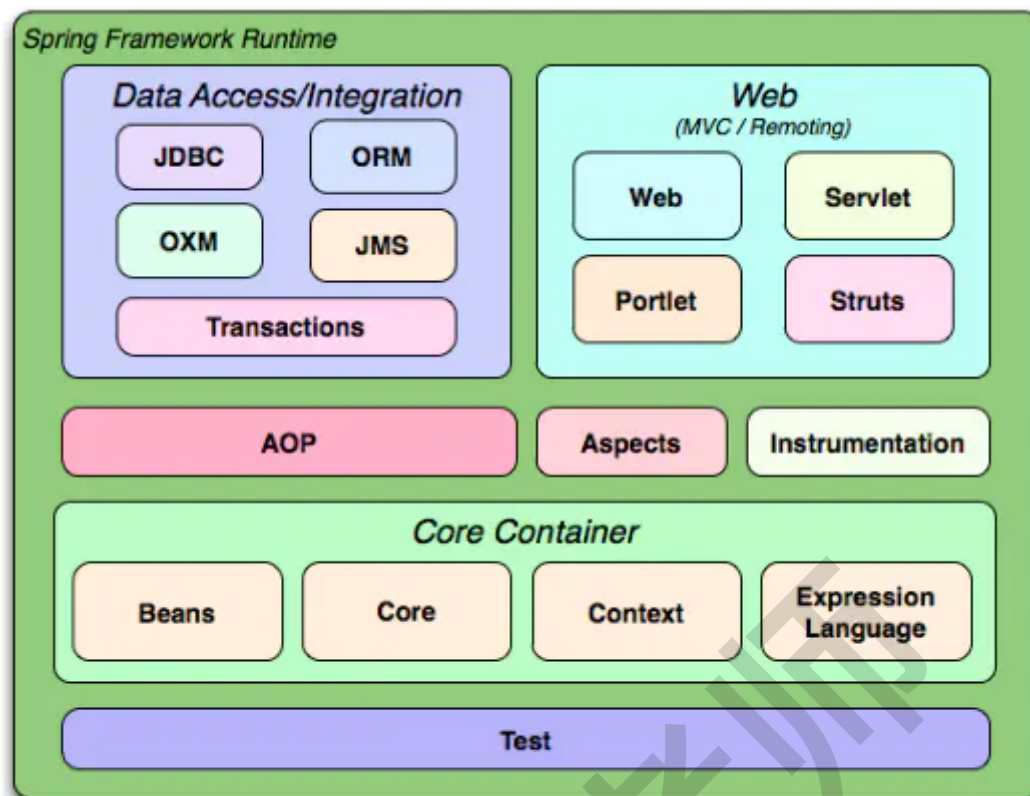 Spring Framework Runtime
Data Access/Integration
JDBC
ORM
OXM
JMS
Transactions
Web
(MVC / Remoting)
Web
Servlet
Portlet
Struts
AOP
Aspects
Instrumentation
Core Container
Beans
Core
Context
Expression
Language
Test
师